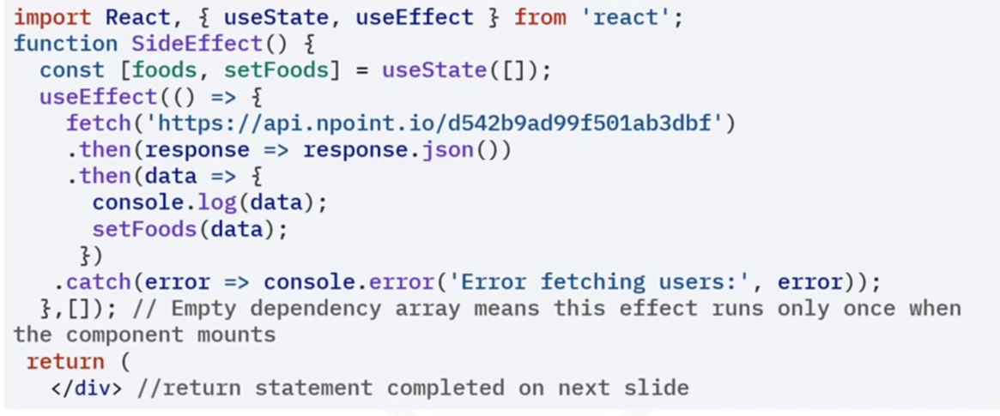 import React, { useState, useEffect } from 'react';
function SideEffect() {
  const [foods, setFoods] = useState([]);
  useEffect(() => {
    fetch('https://api.npoint.io/d542b9ad99f501ab3dbf')
    .then(response => response.json())
    .then(data => {
      console.log(data);
      setFoods(data);
     })
   .catch(error => console.error('Error fetching users:', error));
  },[]); // Empty dependency array means this effect runs only once when
the component mounts
 return (
   </div> //return statement completed on next slide